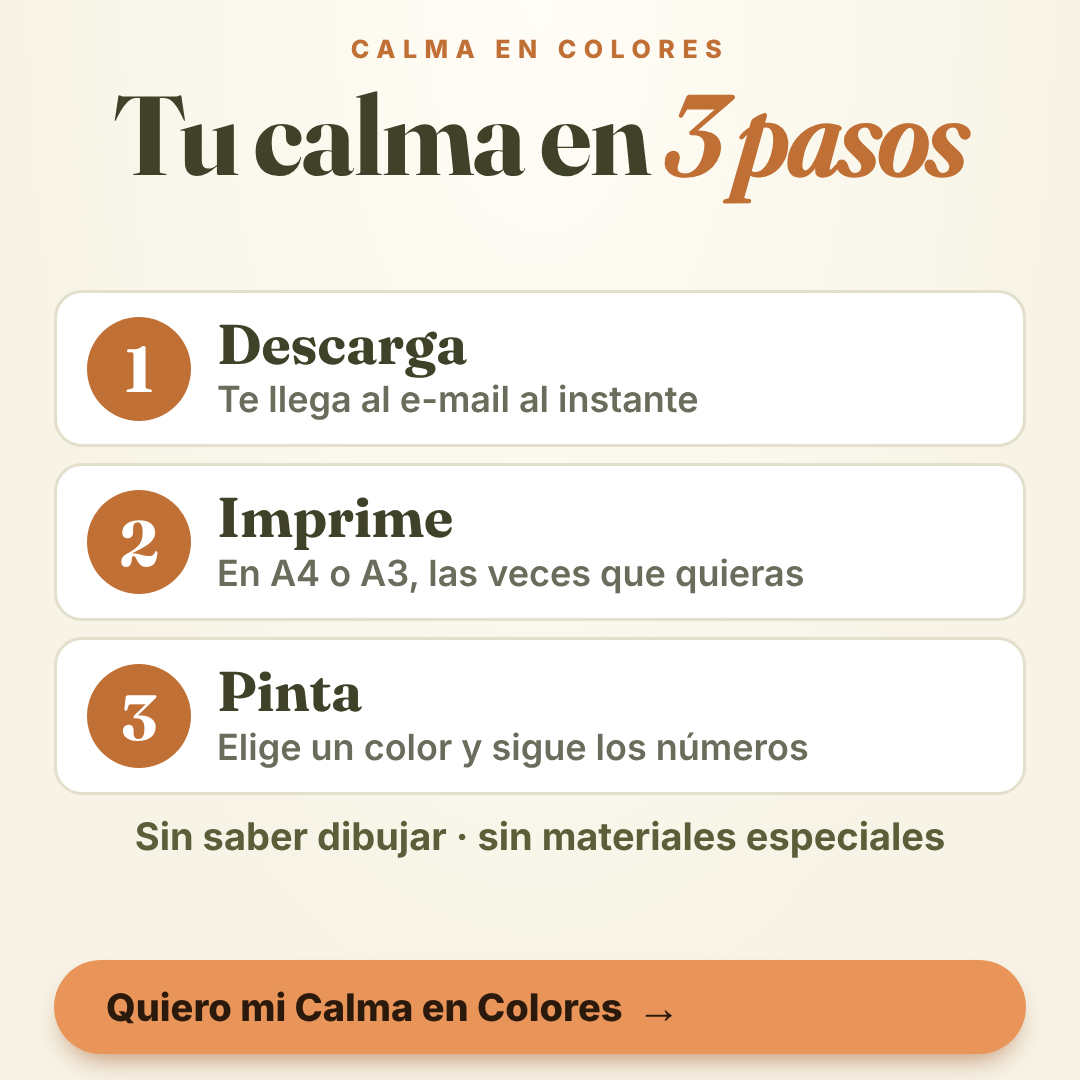 CALMA EN COLORES
Tu calma en 3 pasos
1
Descarga
Te llega al e-mail al instante
2
Imprime
En A4 o A3, las veces que quieras
3
Pinta
Elige un color y sigue los números
Sin saber dibujar · sin materiales especiales
Quiero mi Calma en Colores →